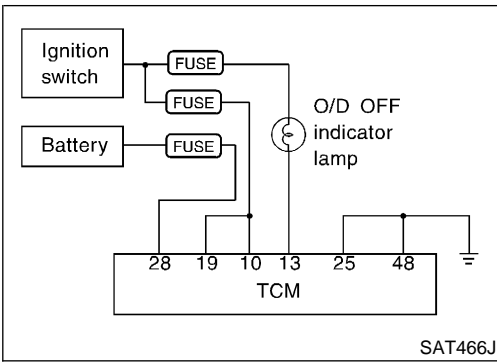 Ignition
switch
FUSE
FUSE
O/D OFF
indicator
lamp
Battery
FUSE
28 19 10 13 25 48
TCM
SAT466J